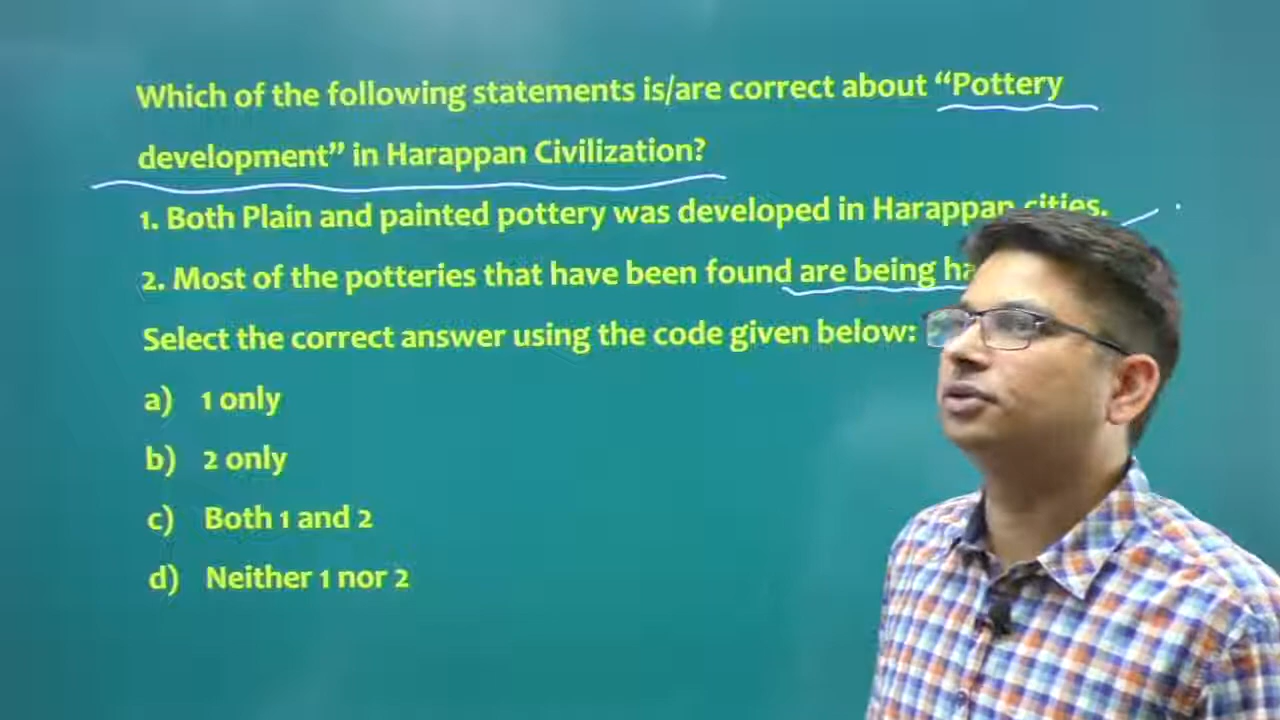 Which of the following statements is/are correct about “Pottery
development” in Harappan Civilization?
1. Both Plain and painted pottery was developed in Harappan cities.
2. Most of the potteries that have been found are being
Select the correct answer using the code given below:
a) 1 only
b) 2 only
c) Both 1 and 2
d) Neither 1 nor 2